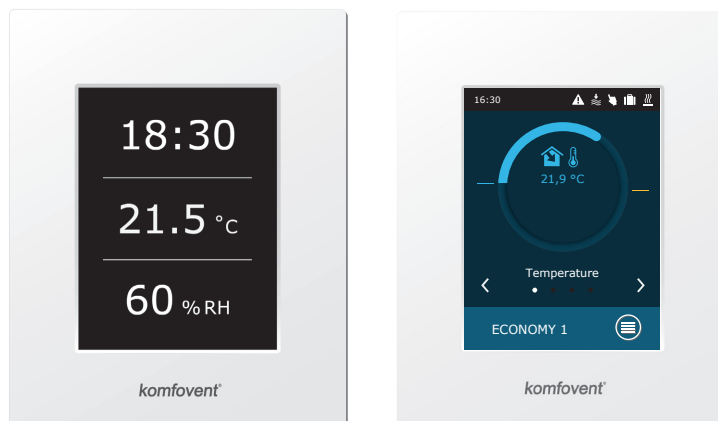 18:30
21.5 °C
60 % RH
komfovent®
16:30
21,9 °C
Temperature
ECONOMY 1
komfovent®